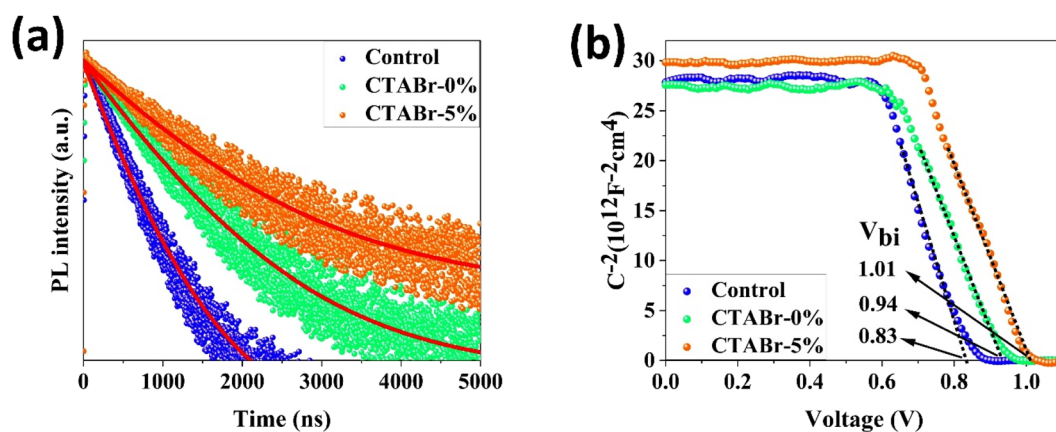 (a)
Control
CTABr-0%
CTABr-5%
PL intensity (a.u.)
0
1000
2000
3000
4000
5000
Time (ns)
(b)
30
25
20
15
10
5
0
C⁻²(10¹²F⁻²cm4)
Vbi
1.01
0.94
0.83
Control
CTABr-0%
CTABr-5%
0.0
0.2
0.4
0.6
0.8
1.0
Voltage (V)